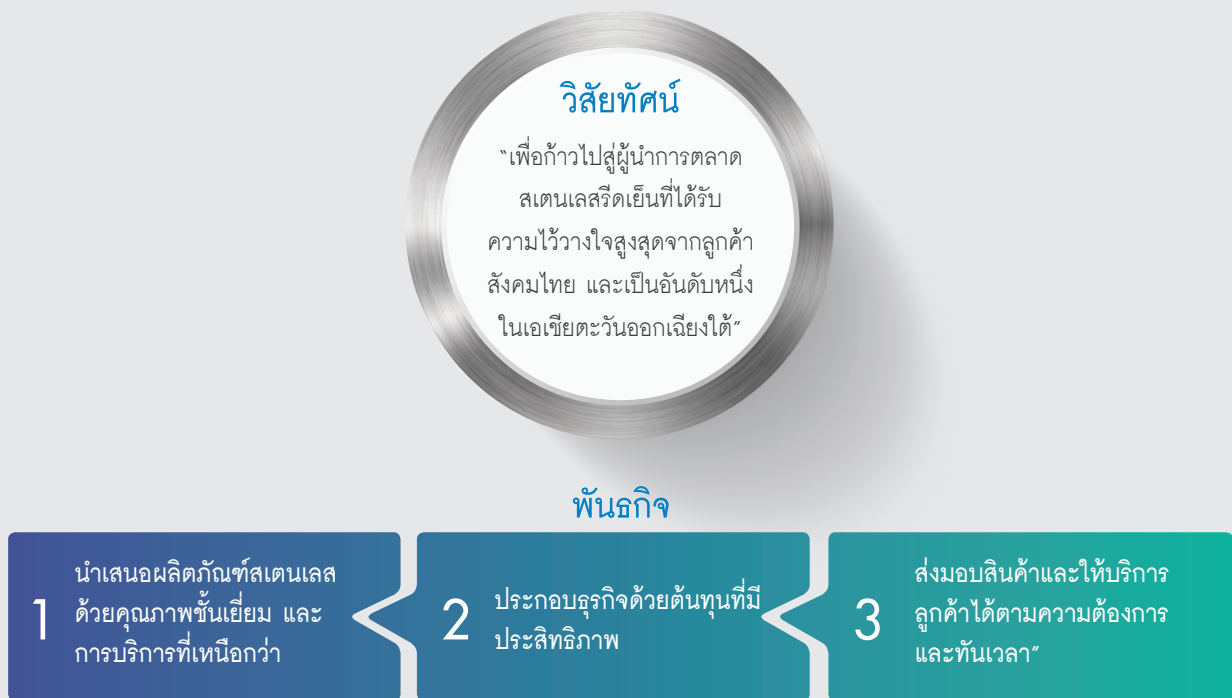 วิสัยทัศน์
“เพื่อก้าวไปสู่ผู้นำการตลาด
สเตนเลสรีดเย็นที่ได้รับ
ความไว้วางใจสูงสุดจากลูกค้า
สังคมไทย และเป็นอันดับหนึ่ง
ในเอเชียตะวันออกเฉียงใต้”
พันธกิจ
1
นำเสนอผลิตภัณฑ์สเตนเลส
ด้วยคุณภาพชั้นเยี่ยม และ
การบริการที่เหนือกว่า
2
ประกอบธุรกิจด้วยต้นทุนที่มี
ประสิทธิภาพ
3
ส่งมอบสินค้าและให้บริการ
ลูกค้าได้ตามความต้องการ
และทันเวลา”